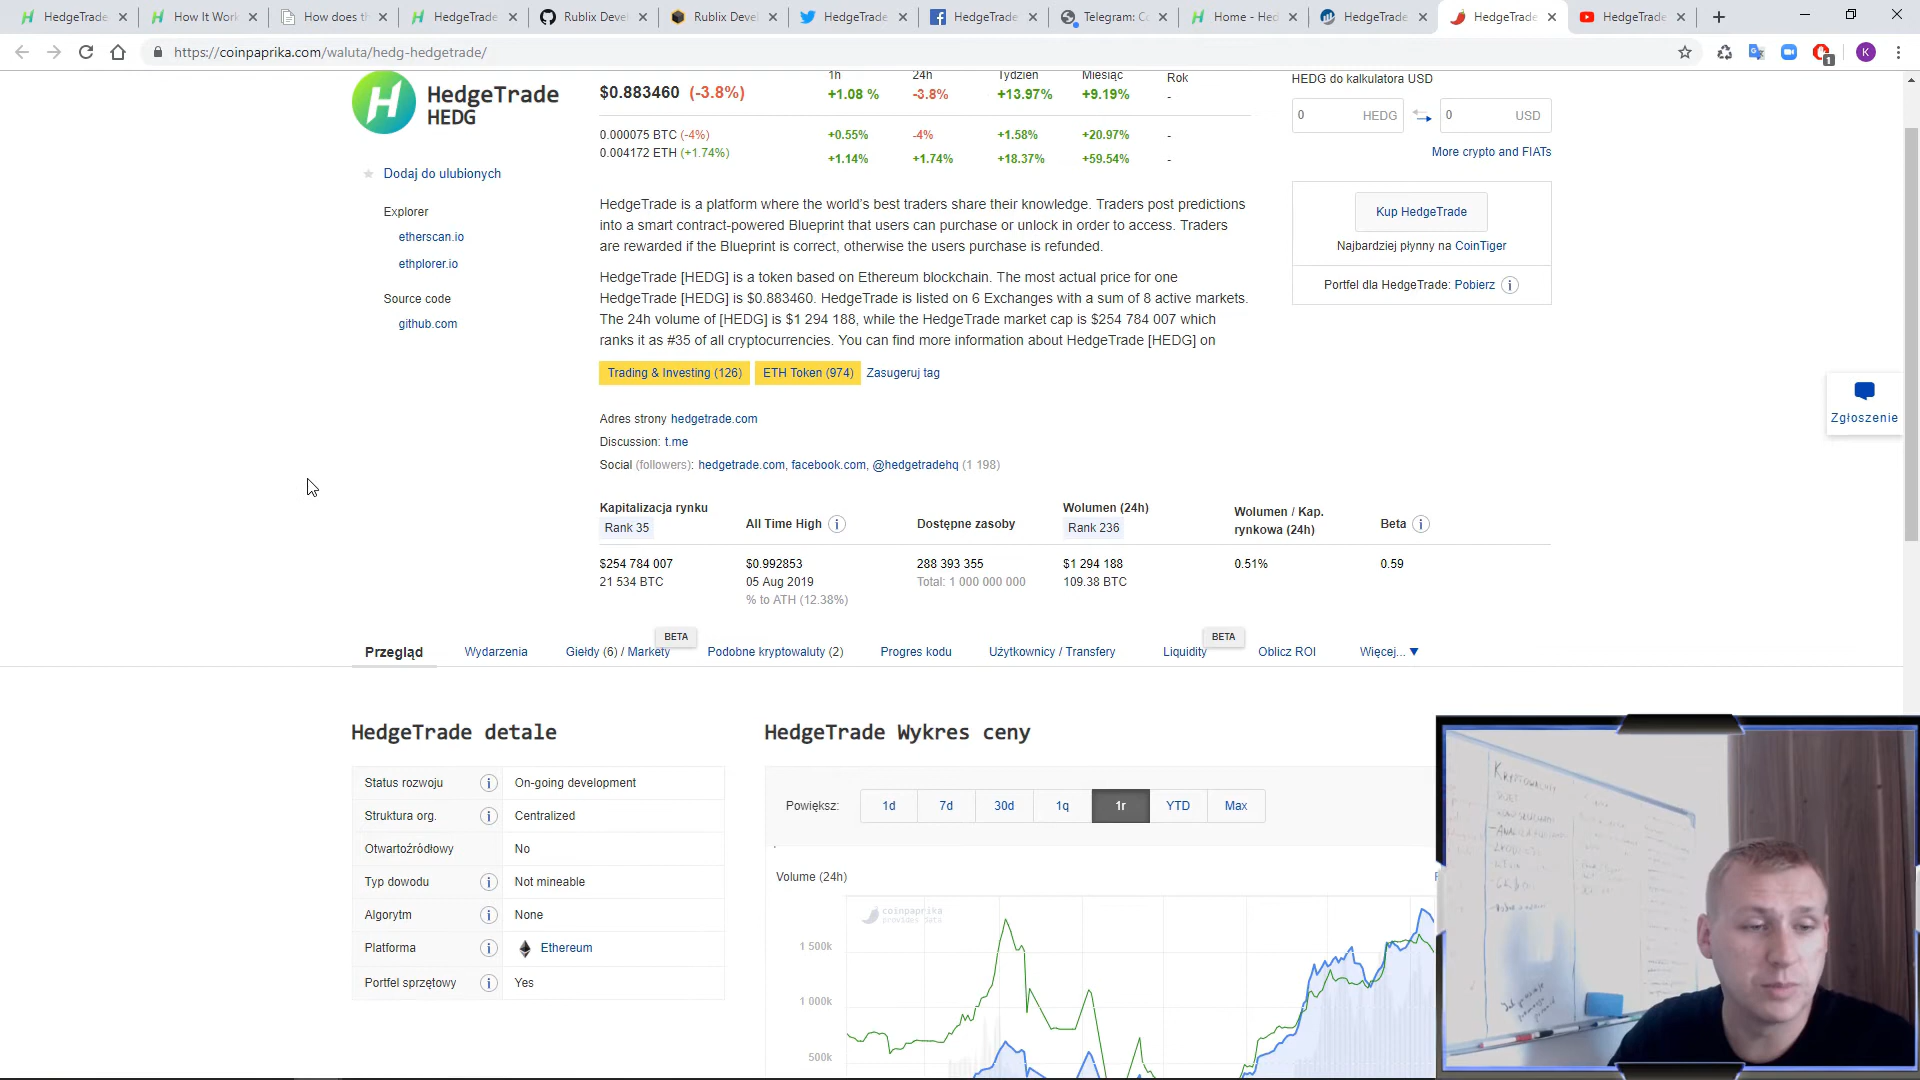 HedgeTrade
How It Work
How does th
HedgeTrade
Rublix Devel
Rublix Devel
HedgeTrade
HedgeTrade
Telegram: Co
Home - Hed
HedgeTrade
HedgeTrade
HedgeTrade
https://coinpaprika.com/waluta/hedg-hedgetrade/
K
1
HedgeTrade
HEDG
$0.883460 (-3.8%)
0.000075 BTC (-4%)
0.004172 ETH (+1.74%)
1h 24h Tydzień Miesiąc Rok
+1.08 % -3.8% +13.97% +9.19% -
+0.55% -4% +1.58% +20.97% -
+1.14% +1.74% +18.37% +59.54% -
HEDG do kalkulatora USD
0 HEDG 0 USD
More crypto and FIATs
Kup HedgeTrade
Najbardziej płynny na CoinTiger
Portfel dla HedgeTrade: Pobierz
Dodaj do ulubionych
Explorer
etherscan.io
ethplorer.io
Source code
github.com
HedgeTrade is a platform where the world's best traders share their knowledge. Traders post predictions
into a smart contract-powered Blueprint that users can purchase or unlock in order to access. Traders
are rewarded if the Blueprint is correct, otherwise the users purchase is refunded.
HedgeTrade [HEDG] is a token based on Ethereum blockchain. The most actual price for one
HedgeTrade [HEDG] is $0.883460. HedgeTrade is listed on 6 Exchanges with a sum of 8 active markets.
The 24h volume of [HEDG] is $1 294 188, while the HedgeTrade market cap is $254 784 007 which
ranks it as #35 of all cryptocurrencies. You can find more information about HedgeTrade [HEDG] on
Trading & Investing (126) ETH Token (974) Zasugeruj tag
Adres strony hedgetrade.com
Discussion: t.me
Social (followers): hedgetrade.com, facebook.com, @hedgetradehq (1 198)
Zgłoszenie
Kapitalizacja rynku
Rank 35
$254 784 007
21 534 BTC
All Time High
$0.992853
05 Aug 2019
% to ATH (12.38%)
Dostępne zasoby
288 393 355
Total: 1 000 000 000
Wolumen (24h)
Rank 236
$1 294 188
109.38 BTC
Wolumen / Kap.
rynkowa (24h)
0.51%
Beta
0.59
BETA BETA
Przegląd Wydarzenia Giełdy (6) / Markety Podobne kryptowaluty (2) Progres kodu Użytkownicy / Transfery Liquidity Oblicz ROI Więcej...
HedgeTrade detale
Status rozwoju On-going development
Struktura org. Centralized
Otwartoźródłowy No
Typ dowodu Not mineable
Algorytm None
Platforma Ethereum
Portfel sprzętowy Yes
HedgeTrade Wykres ceny
Powiększ: 1d 7d 30d 1q 1r YTD Max
Volume (24h)
coinpaprika
provides data
1 500k
1 000k
500k